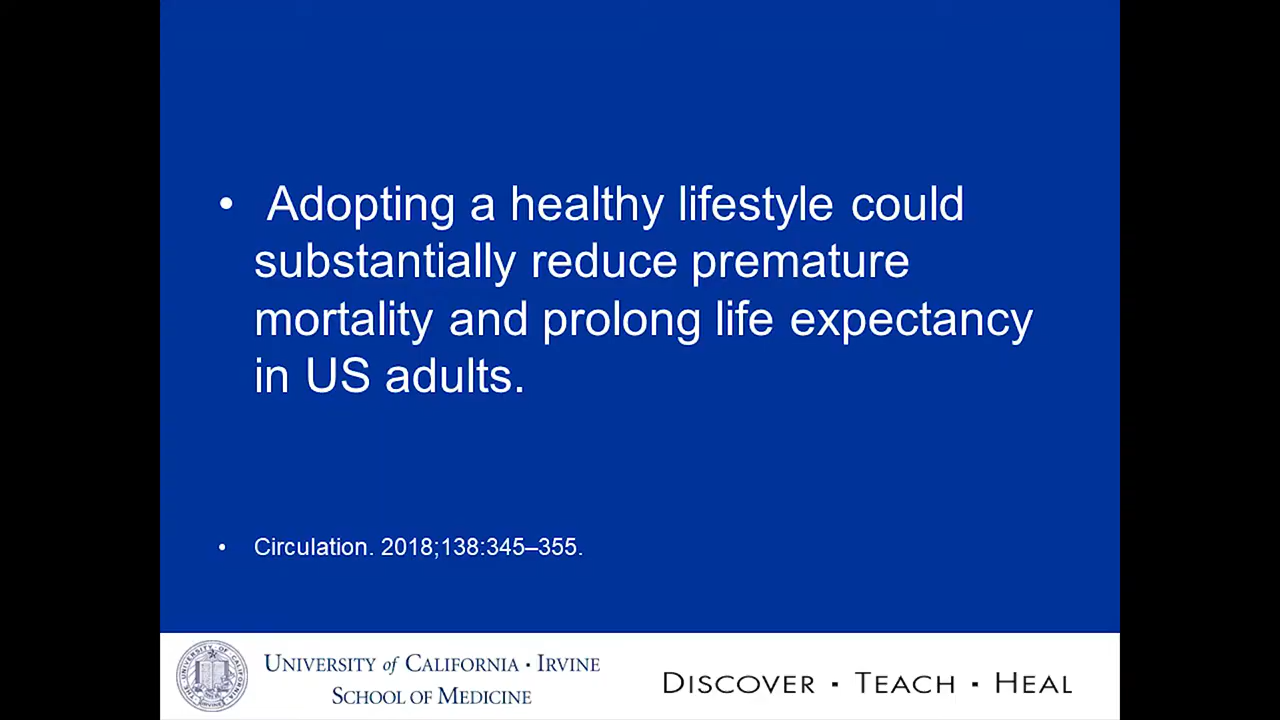 • Adopting a healthy lifestyle could
substantially reduce premature
mortality and prolong life expectancy
in US adults.
• Circulation. 2018;138:345–355.
UNIVERSITY of CALIFORNIA • IRVINE
SCHOOL OF MEDICINE
DISCOVER ▪ TEACH ▪ HEAL